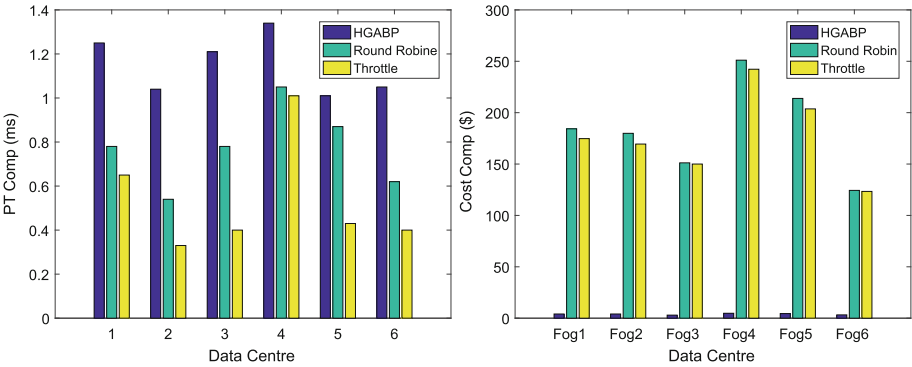 PT Comp (ms)
1.4
1.2
1
0.8
0.6
0.4
0.2
0
HGABP
Round Robine
Throttle
1 2 3 4 5 6
Data Centre
Cost Comp ($)
300
250
200
150
100
50
0
HGABP
Round Robin
Throttle
Fog1 Fog2 Fog3 Fog4 Fog5 Fog6
Data Centre